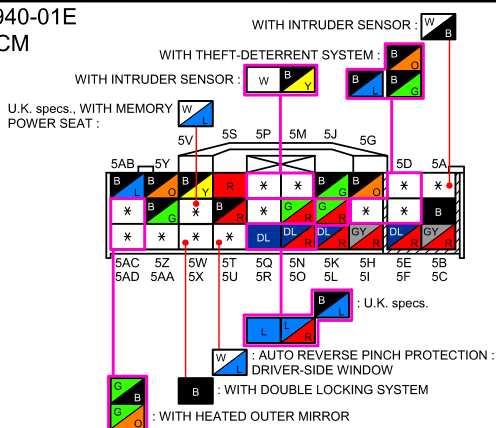 940-01E
CM
WITH INTRUDER SENSOR : W B
WITH THEFT-DETERRENT SYSTEM : B O
B L B G
WITH INTRUDER SENSOR : W B Y
U.K. specs., WITH MEMORY W L
POWER SEAT :
5V 5S 5P 5M 5J 5G
5AB 5Y 5D 5A
B L B O B Y R * * B G B O * *
* B G * B R * G R G R * * B
* * * * DL DL R DL R GY R DL R GY R
5AC 5Z 5W 5T 5Q 5N 5K 5H 5E 5B
5AD 5AA 5X 5U 5R 5O 5L 5I 5F 5C
B L : U.K. specs.
L L R
W L : AUTO REVERSE PINCH PROTECTION :
DRIVER-SIDE WINDOW
B : WITH DOUBLE LOCKING SYSTEM
G B
G O : WITH HEATED OUTER MIRROR